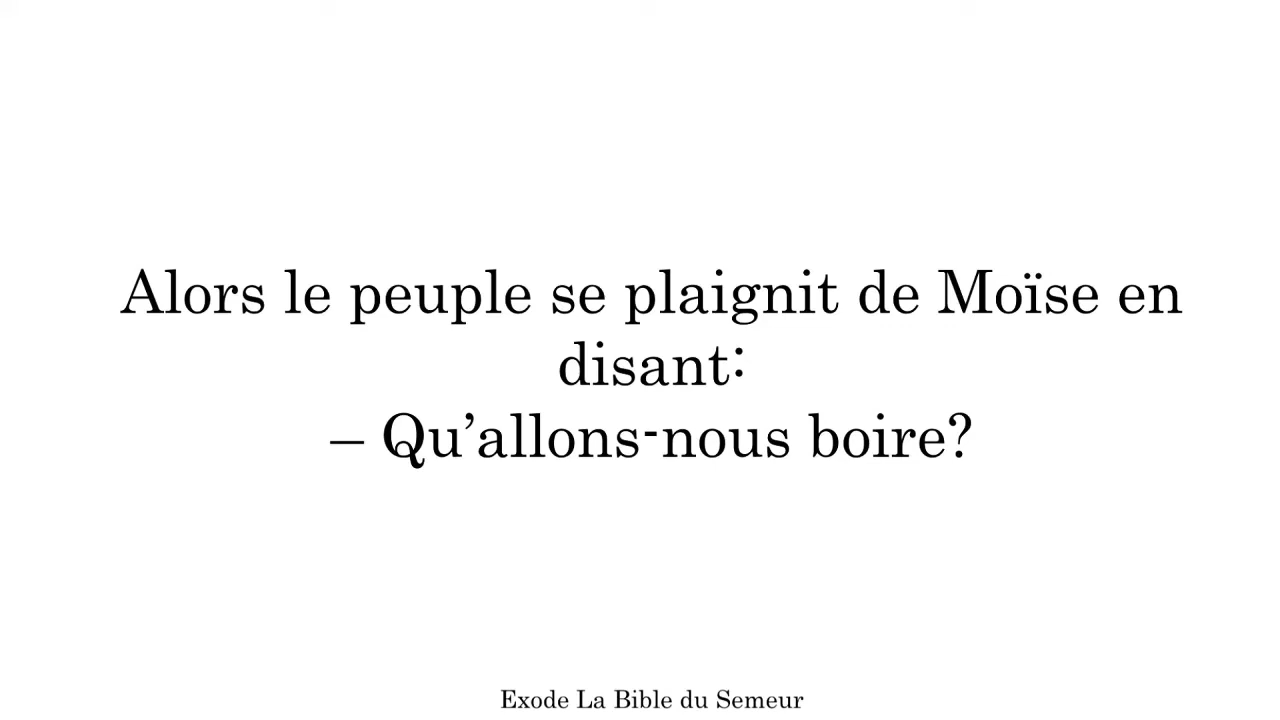 Alors le peuple se plaignit de Moïse en
disant:
– Qu’allons-nous boire?
Exode La Bible du Semeur